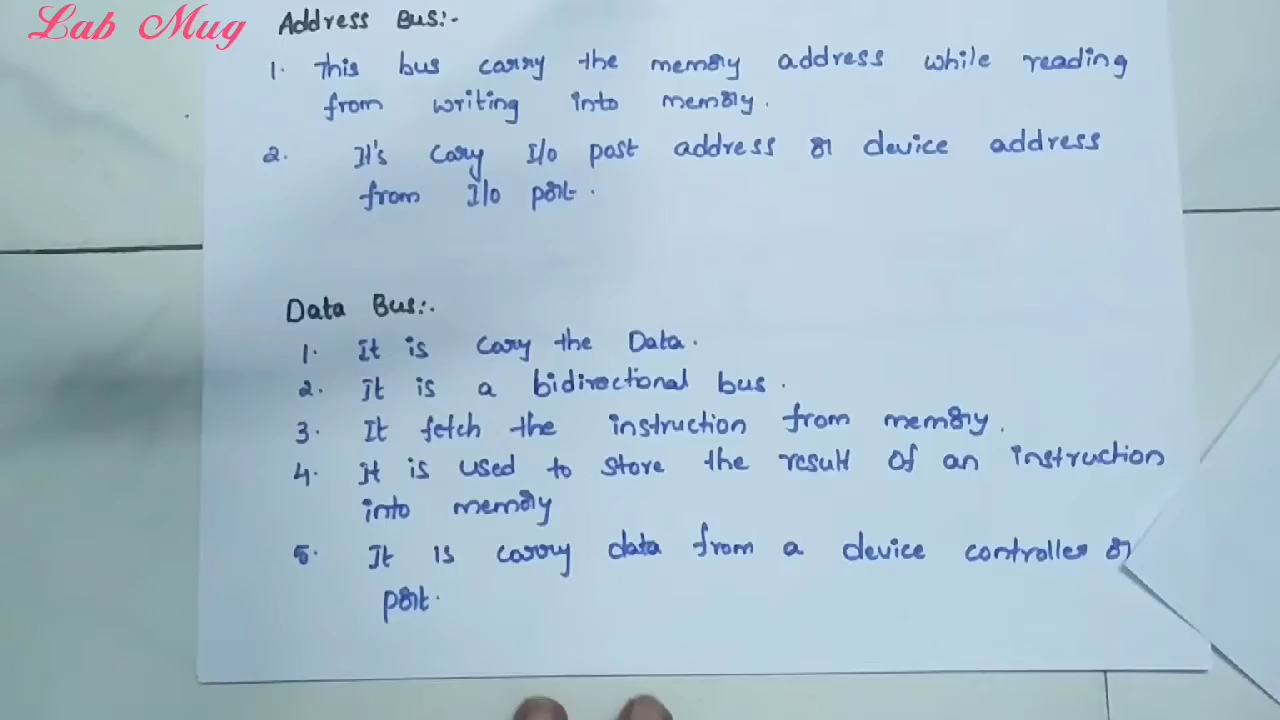 Lab Mug
Address Bus:-
1. This bus carry the memory address while reading
from writing into memory.
2. It's cary I/o post address or device address
from I/o port.
Data Bus:-
1. It is cary the Data.
2. It is a bidirectional bus.
3. It fetch the instruction from memory.
4. It is used to store the result of an instruction
into memory
5. It is carry data from a device controller or
port.